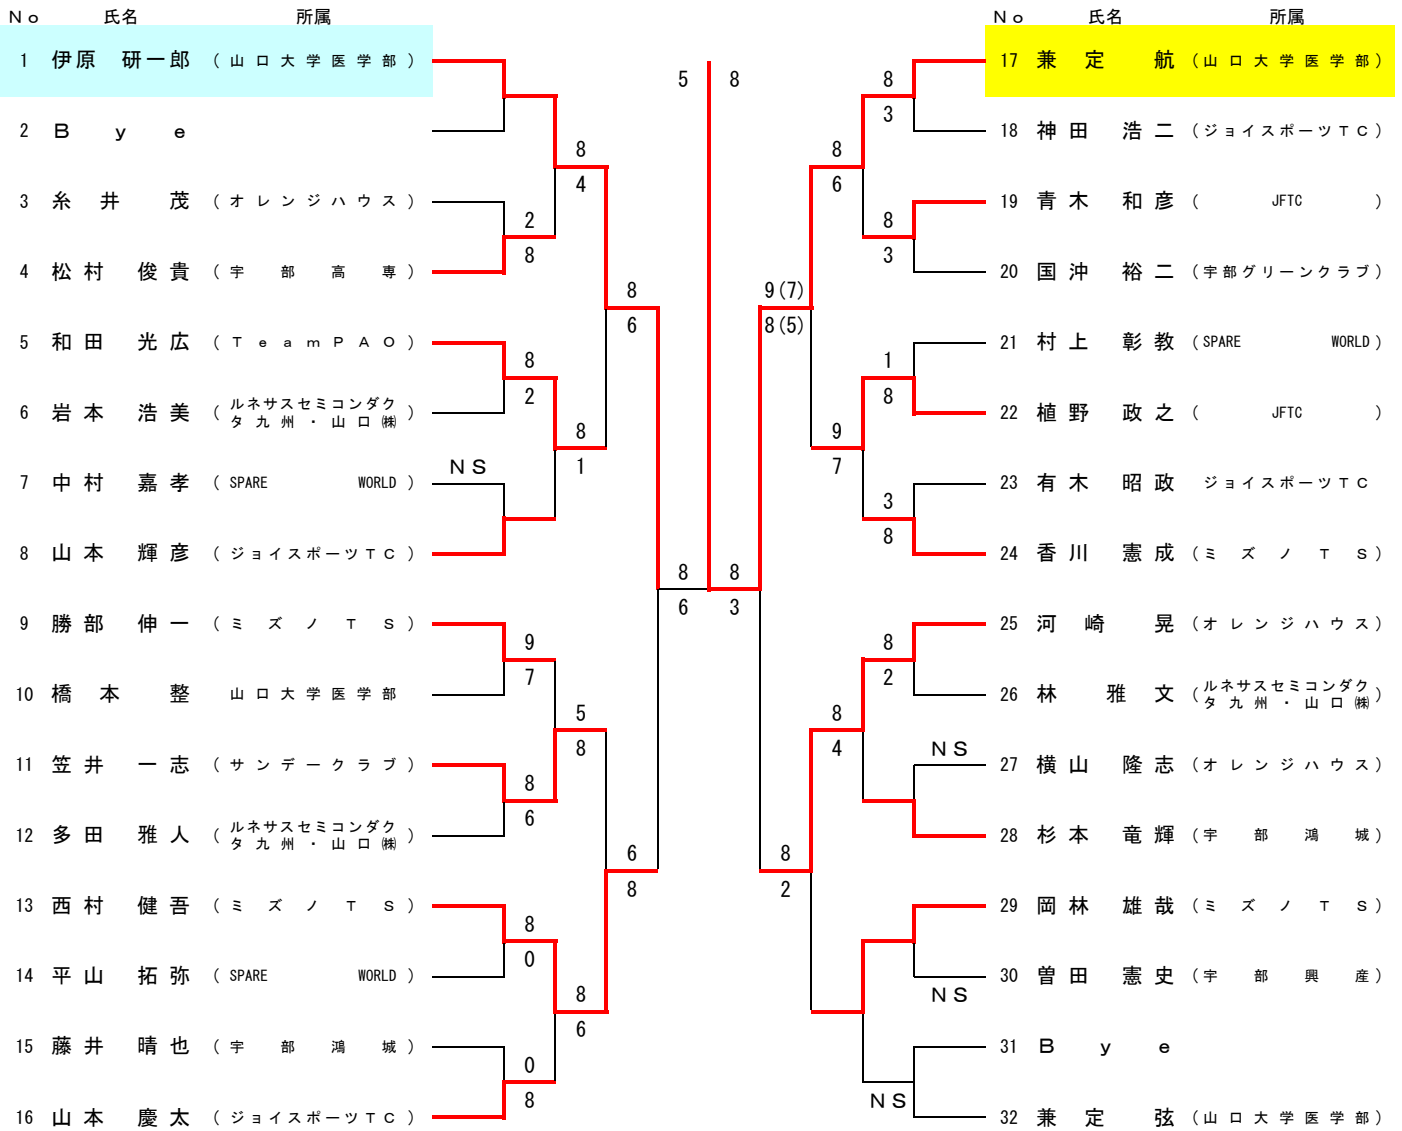 Ｎｏ 氏名 所属
1 伊原 研一郎 (山口大学医学部)
2 Ｂｙｅ
3 糸井 茂 (オレンジハウス)
4 松村 俊貴 (宇部高専)
5 和田 光広 (ＴｅａｍＰＡＯ)
6 岩本 浩美 (ルネサスセミコンダク
タ九州・山口㈱)
7 中村 嘉孝 (SPARE WORLD)
8 山本 輝彦 (ジョイスポーツＴＣ)
9 勝部 伸一 (ミズノＴＳ)
10 橋本 整 山口大学医学部
11 笠井 一志 (サンデークラブ)
12 多田 雅人 (ルネサスセミコンダク
タ九州・山口㈱)
13 西村 健吾 (ミズノＴＳ)
14 平山 拓弥 (SPARE WORLD)
15 藤井 晴也 (宇部鴻城)
16 山本 慶太 (ジョイスポーツＴＣ)
2
8
8
2
ＮＳ
9
7
8
6
8
0
0
8
8
4
8
1
5
8
8
6
8
6
6
8
8
6
5 8
8
3
9(7)
8(5)
8
2
8
6
9
7
8
4
ＮＳ
8
3
8
3
1
8
3
8
8
2
ＮＳ
ＮＳ
Ｎｏ 氏名 所属
17 兼定 航 (山口大学医学部)
18 神田 浩二 (ジョイスポーツＴＣ)
19 青木 和彦 (JFTC)
20 国沖 裕二 (宇部グリーンクラブ)
21 村上 彰教 (SPARE WORLD)
22 植野 政之 (JFTC)
23 有木 昭政 ジョイスポーツＴＣ
24 香川 憲成 (ミズノＴＳ)
25 河崎 晃 (オレンジハウス)
26 林 雅文 (ルネサスセミコンダク
タ九州・山口㈱)
27 横山 隆志 (オレンジハウス)
28 杉本 竜輝 (宇部鴻城)
29 岡林 雄哉 (ミズノＴＳ)
30 曽田 憲史 (宇部興産)
31 Ｂｙｅ
32 兼定 弦 (山口大学医学部)